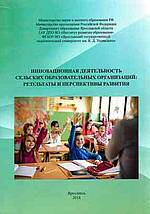 Министерство науки и высшего образования РФ
Министерство просвещения Российской Федерации
Департамент образования Ярославской области
ГАУ ДПО ЯО «Институт развития образования»
ФГБОУ ВО «Ярославский государственный
педагогический университет им. К. Д. Ушинского»
ИННОВАЦИОННАЯ ДЕЯТЕЛЬНОСТЬ
СЕЛЬСКИХ ОБРАЗОВАТЕЛЬНЫХ ОРГАНИЗАЦИЙ:
РЕЗУЛЬТАТЫ И ПЕРСПЕКТИВЫ РАЗВИТИЯ
Ярославль
2018